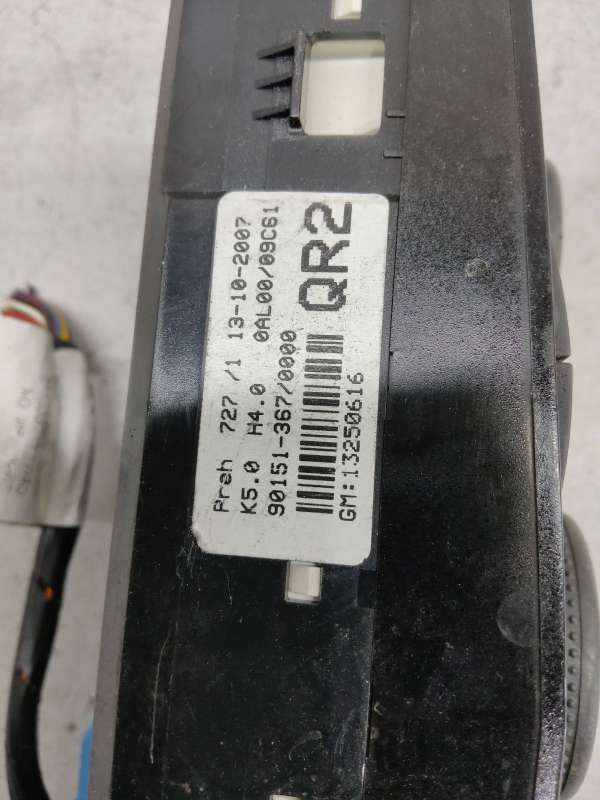 Preh 727 /1 13-10-2007
K5.0 H4.0 0AL00/09C61
90151-367/0000
QR2
GM:13250616